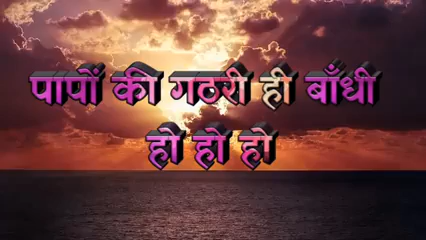 पापों की गठरी ही बाँधी
हो हो हो